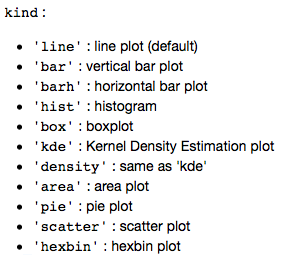 kind :
• 'line' : line plot (default)
• 'bar' : vertical bar plot
• 'barh' : horizontal bar plot
• 'hist' : histogram
• 'box' : boxplot
• 'kde' : Kernel Density Estimation plot
• 'density' : same as 'kde'
• 'area' : area plot
• 'pie' : pie plot
• 'scatter' : scatter plot
• 'hexbin' : hexbin plot